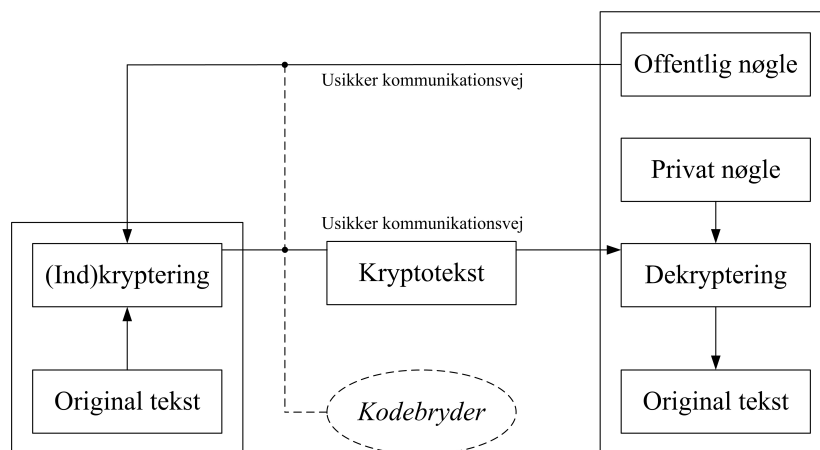 Offentlig nøgle
Usikker kommunikationsvej
Privat nøgle
Usikker kommunikationsvej
(Ind)kryptering
Kryptotekst
Dekryptering
Original tekst
Kodebryder
Original tekst